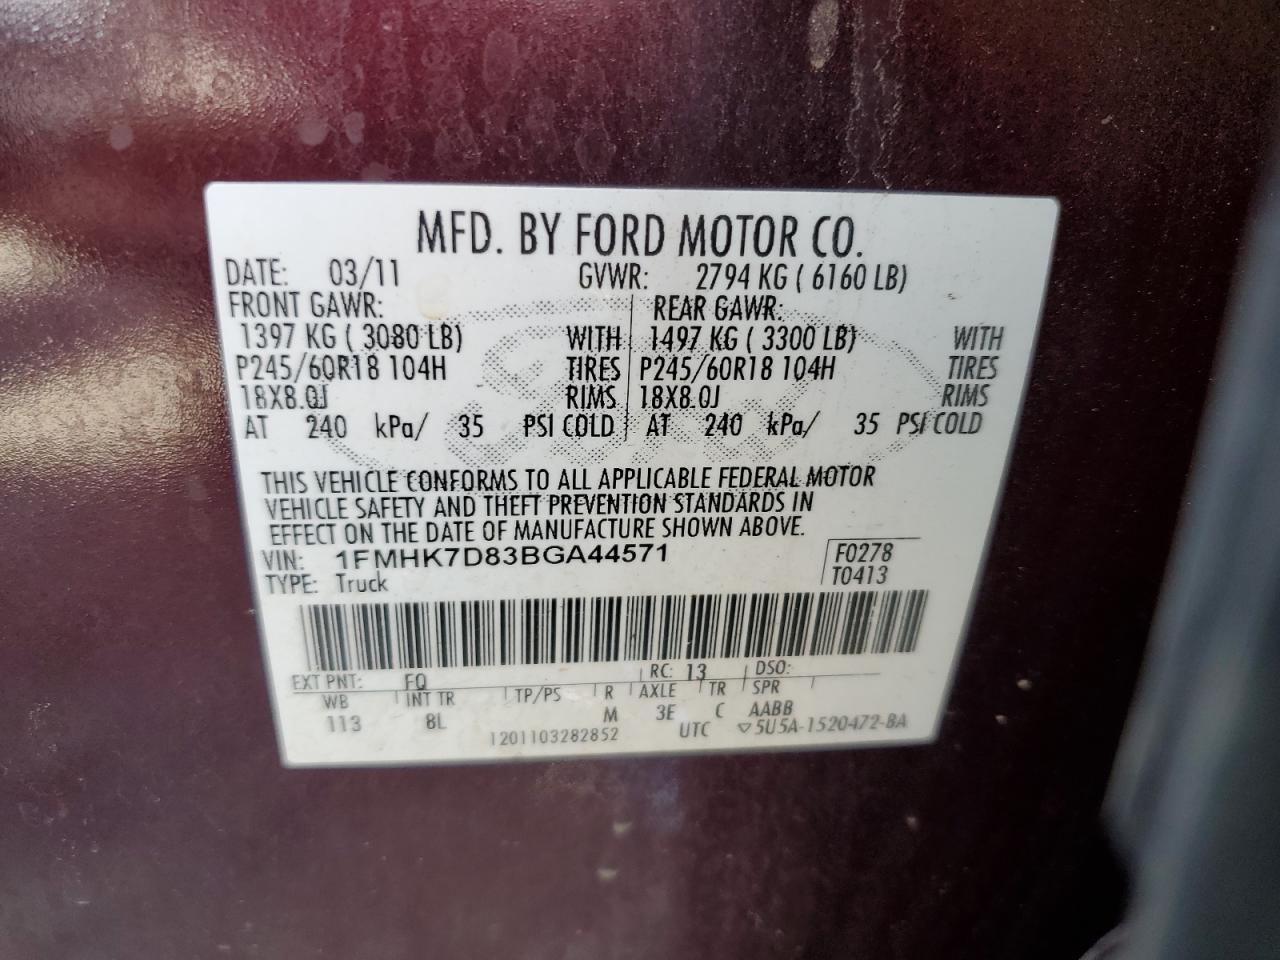 MFD. BY FORD MOTOR CO.
DATE: 03/11 GVWR: 2794 KG ( 6160 LB)
FRONT GAWR: REAR GAWR:
1397 KG ( 3080 LB) WITH 1497 KG ( 3300 LB) WITH
P245/60R18 104H TIRES P245/60R18 104H TIRES
18X8.0J RIMS 18X8.0J RIMS
AT 240 kPa/ 35 PSI COLD AT 240 kPa/ 35 PSI COLD
THIS VEHICLE CONFORMS TO ALL APPLICABLE FEDERAL MOTOR
VEHICLE SAFETY AND THEFT PREVENTION STANDARDS IN
EFFECT ON THE DATE OF MANUFACTURE SHOWN ABOVE.
VIN: 1FMHK7D83BGA44571 F0278
TYPE: Truck T0413
EXT PNT: FQ RC: 13 DSO:
WB INT TR TP/PS R AXLE TR SPR
113 8L M 3E C AABB
1201103282852 UTC ▽5U5A-1520472-BA